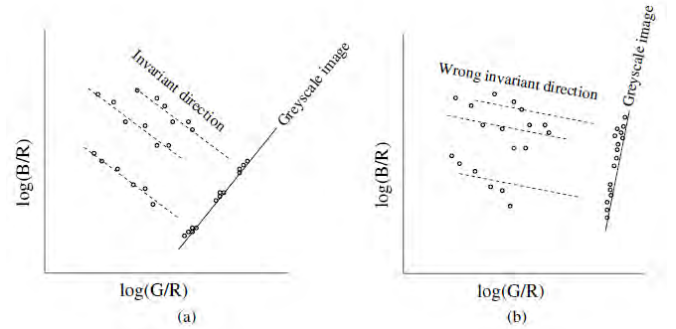 Invariant direction
Greyscale image
log(B/R)
log(G/R)
(a)
Wrong invariant direction
Greyscale image
log(B/R)
log(G/R)
(b)